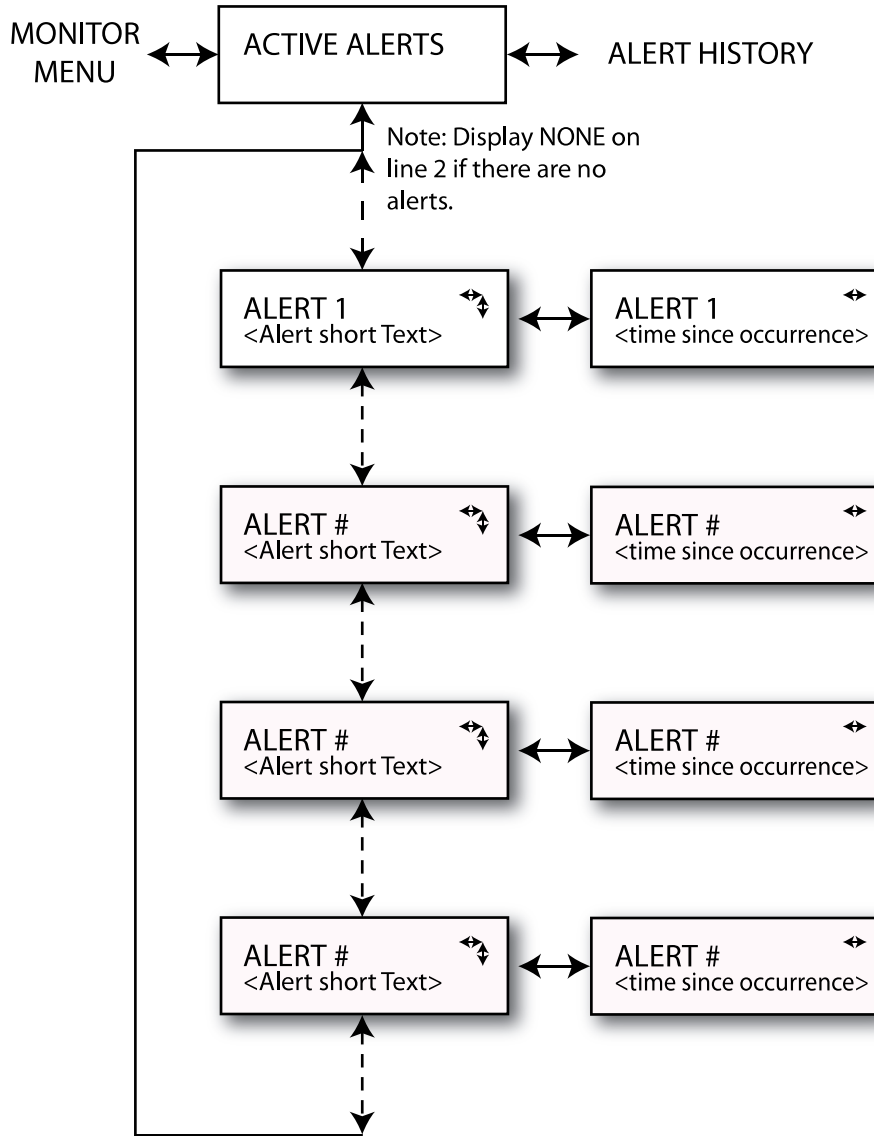 MONITOR
MENU
ACTIVE ALERTS
ALERT HISTORY
Note: Display NONE on
line 2 if there are no
alerts.
ALERT 1
<Alert short Text>
ALERT 1
<time since occurrence>
ALERT #
<Alert short Text>
ALERT #
<time since occurrence>
ALERT #
<Alert short Text>
ALERT #
<time since occurrence>
ALERT #
<Alert short Text>
ALERT #
<time since occurrence>